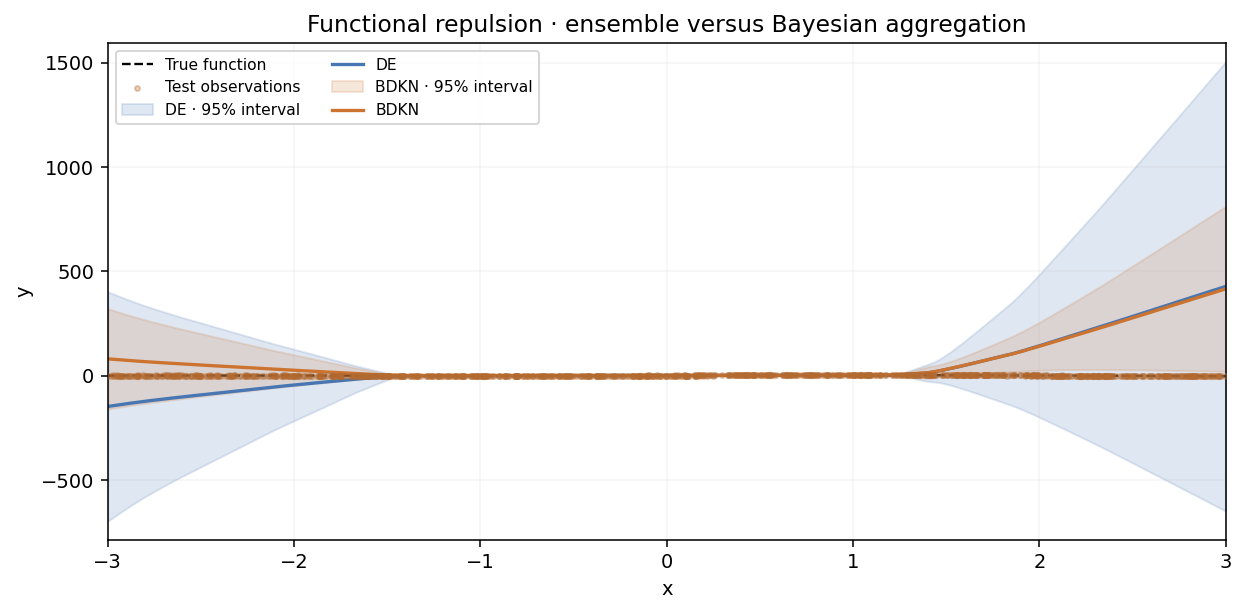 Functional repulsion · ensemble versus Bayesian aggregation
True function
Test observations
DE · 95% interval
DE
BDKN · 95% interval
BDKN
1500
1000
500
0
−500
y
−3
−2
−1
0
1
2
3
x